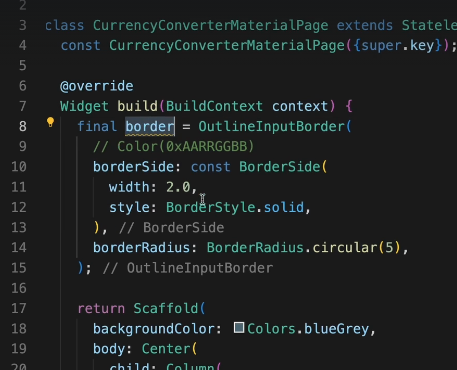 2
3 class CurrencyConverterMaterialPage extends Statele
4 const CurrencyConverterMaterialPage({super.key});
5
6 @override
7 Widget build(BuildContext context) {
8 final border = OutlineInputBorder(
9 // Color(0xAARRGGBB)
10 borderSide: const BorderSide(
11 width: 2.0,
12 style: BorderStyle.solid,
13 ), // BorderSide
14 borderRadius: BorderRadius.circular(5),
15 ); // OutlineInputBorder
16
17 return Scaffold(
18 backgroundColor: Colors.blueGrey,
19 body: Center(
20 child: Column(